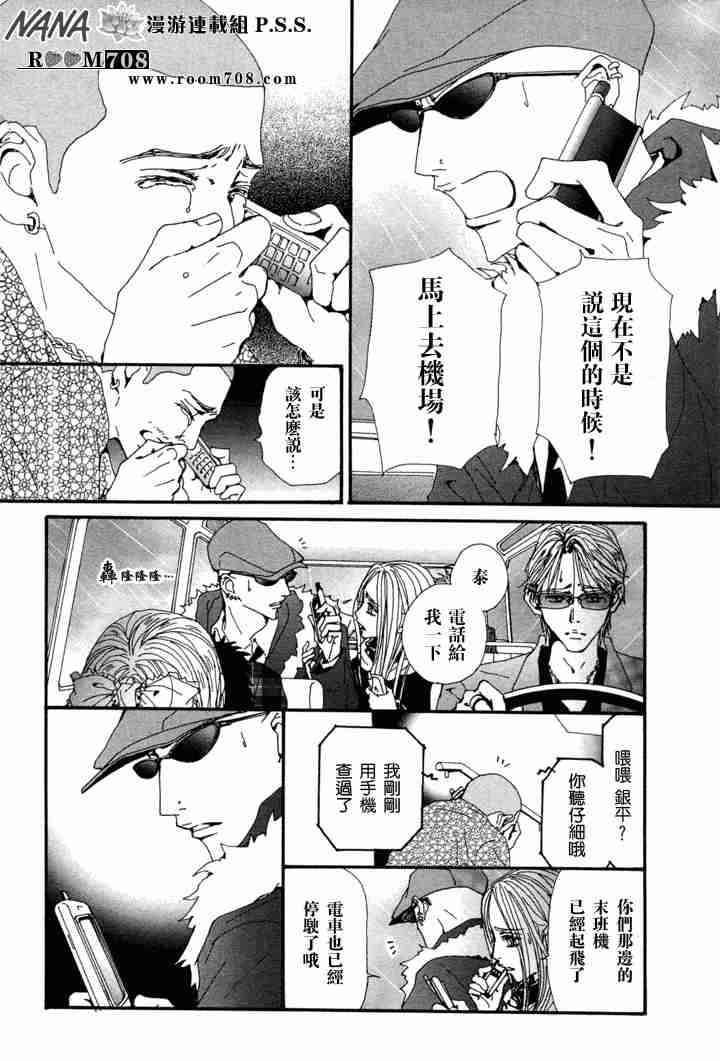 NANA 漫游連載組 P.S.S.
ROOM708
www.room708.com
現在不是
說這個的時候！
馬上去機場！
可是
該怎麼說…
泰
電話給
我一下
轟隆隆隆…
喂喂 銀平？
你聽仔細哦
我剛剛
用手機
查過了
你們那邊的
末班機
已經起飛了
電車也已經
停駛了哦